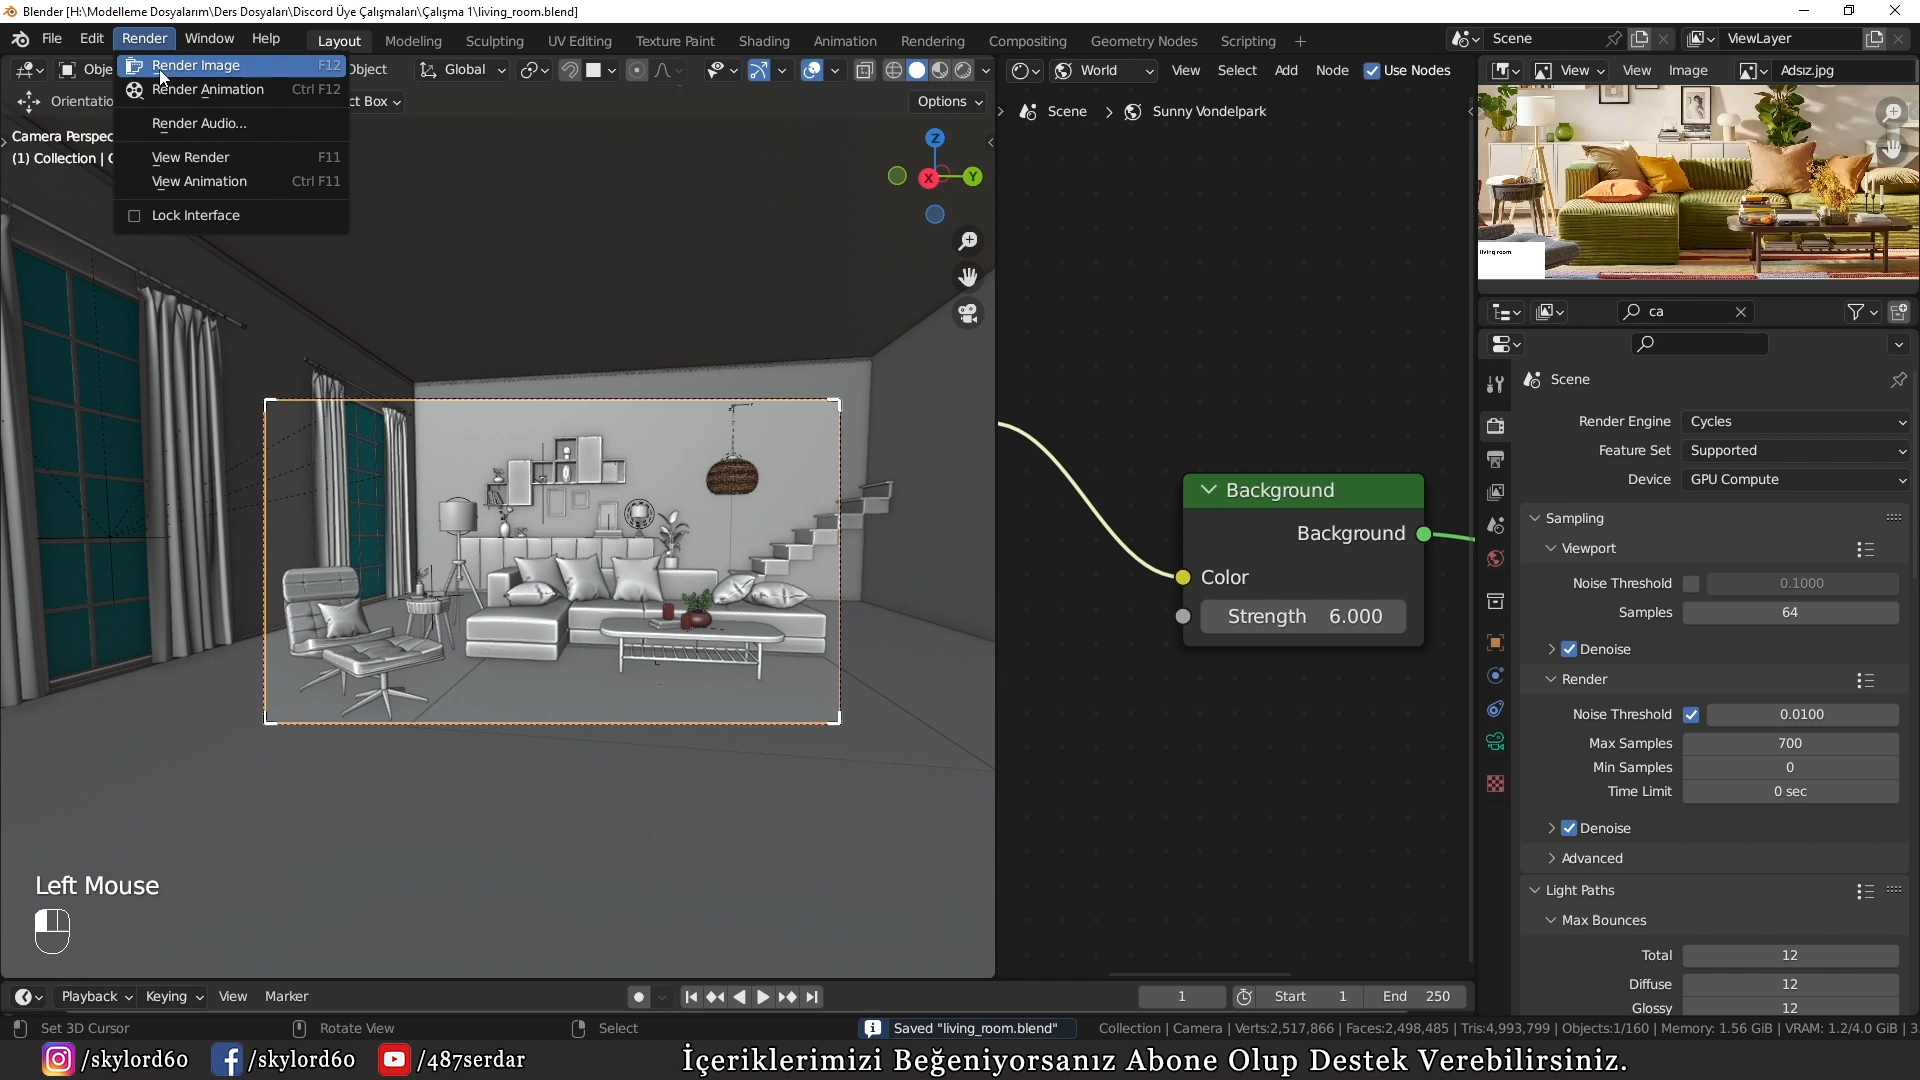 Blender [H:\Modelleme Dosyalarım\Ders Dosyaları\Discord Üye Çalışmaları\Çalışma 1\living_room.blend]
File Edit Render Window Help Layout Modeling Sculpting UV Editing Texture Paint Shading Animation Rendering Compositing Geometry Nodes Scripting + Scene ViewLayer
Render Image F12
Render Animation Ctrl F12
Render Audio...
View Render F11
View Animation Ctrl F11
Lock Interface
Obje Object Global
Orientatio ct Box Options
Camera Perspec
(1) Collection | C
Z
X Y
World View Select Add Node Use Nodes
Scene > Sunny Vondelpark
Background
Background
Color
Strength 6.000
View View Image Adsız.jpg
living room
ca
Scene
Render Engine Cycles
Feature Set Supported
Device GPU Compute
Sampling
Viewport
Noise Threshold 0.1000
Samples 64
Denoise
Render
Noise Threshold 0.0100
Max Samples 700
Min Samples 0
Time Limit 0 sec
Denoise
Advanced
Light Paths
Max Bounces
Total 12
Diffuse 12
Glossy 12
Left Mouse
Playback Keying View Marker 1 Start 1 End 250
Set 3D Cursor Rotate View Select Saved "living_room.blend" Collection | Camera | Verts:2,517,866 | Faces:2,498,485 | Tris:4,993,799 | Objects:1/160 | Memory: 1.56 GiB | VRAM: 1.2/4.0 GiB | 3.
/skylord60 /skylord60 /487serdar İçeriklerimizi Beğeniyorsanız Abone Olup Destek Verebilirsiniz.